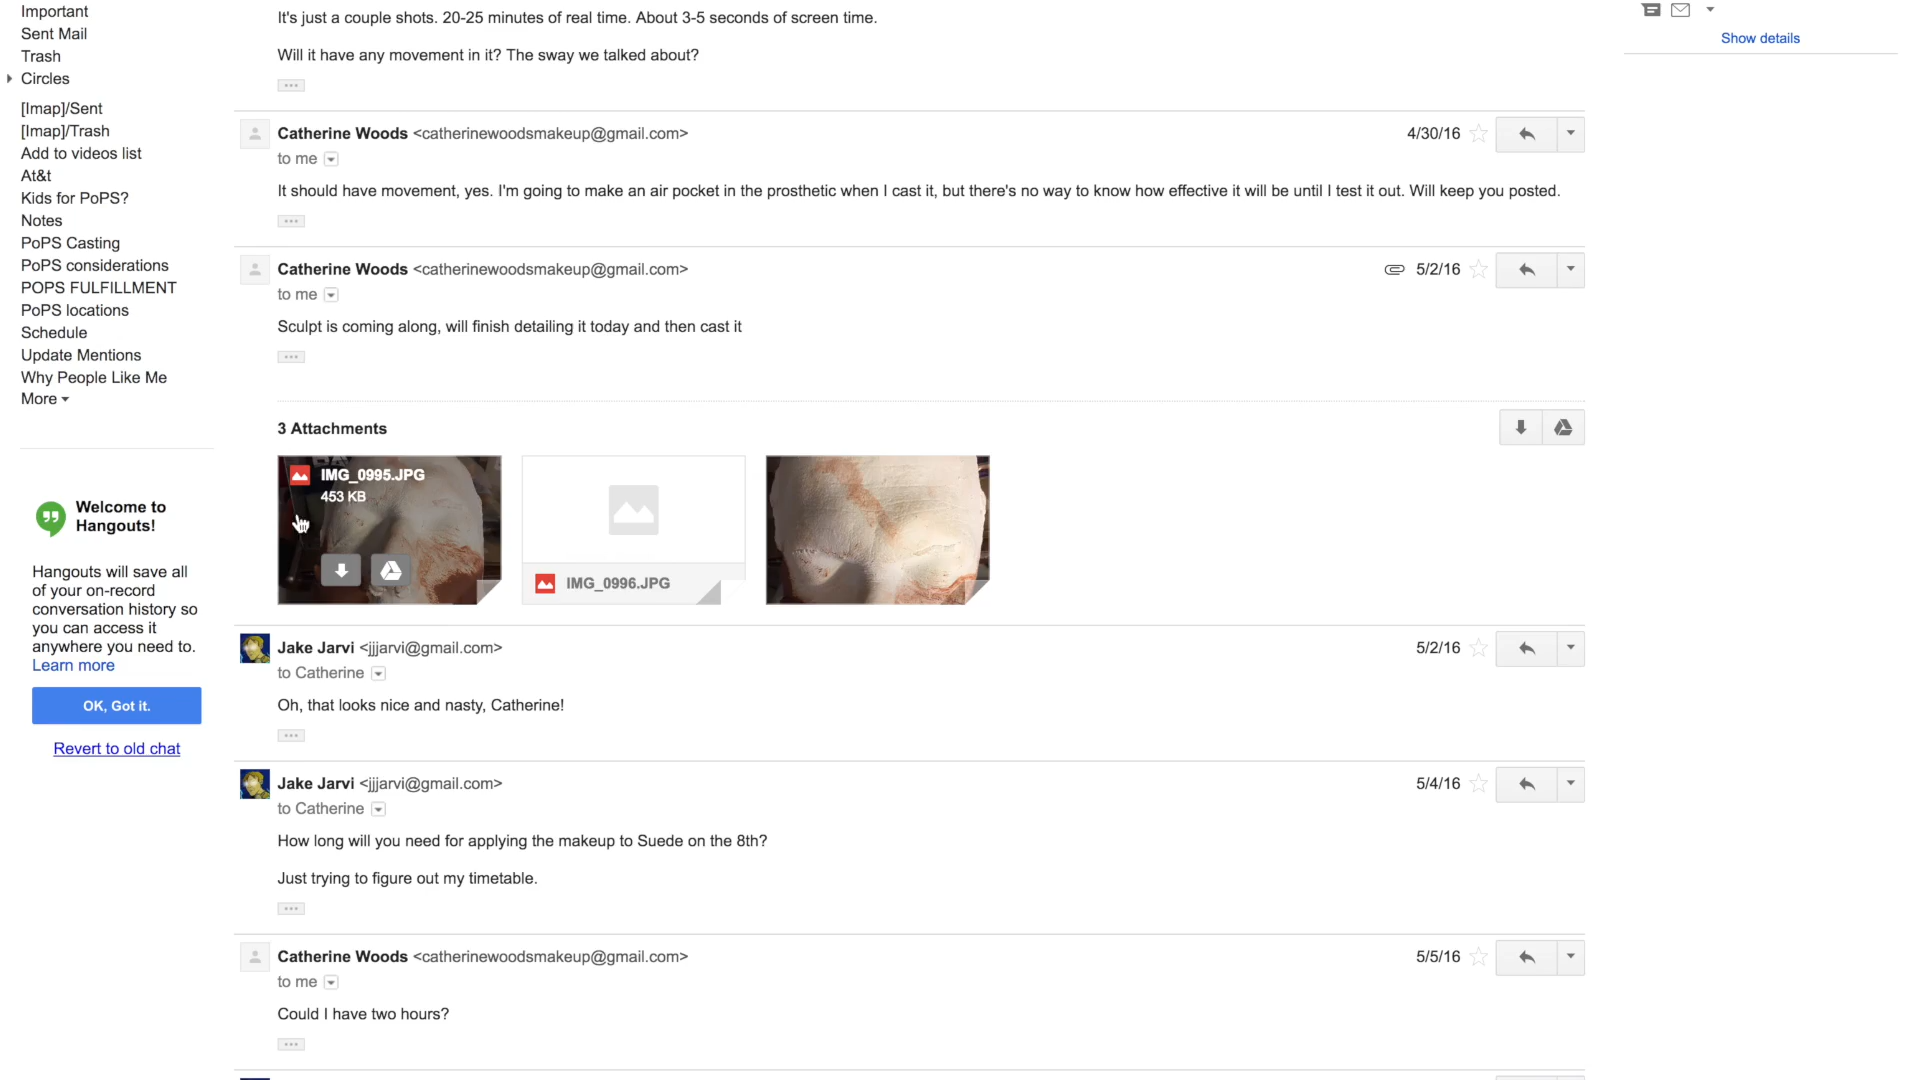 Important
Sent Mail
Trash
Circles
[Imap]/Sent
[Imap]/Trash
Add to videos list
At&t
Kids for PoPS?
Notes
PoPS Casting
PoPS considerations
POPS FULFILLMENT
PoPS locations
Schedule
Update Mentions
Why People Like Me
More
Welcome to
Hangouts!
Hangouts will save all
of your on-record
conversation history so
you can access it
anywhere you need to.
Learn more
OK, Got it.
Revert to old chat
It's just a couple shots. 20-25 minutes of real time. About 3-5 seconds of screen time.
Will it have any movement in it? The sway we talked about?
Catherine Woods <catherinewoodsmakeup@gmail.com> 4/30/16
to me
It should have movement, yes. I'm going to make an air pocket in the prosthetic when I cast it, but there's no way to know how effective it will be until I test it out. Will keep you posted.
Catherine Woods <catherinewoodsmakeup@gmail.com> 5/2/16
to me
Sculpt is coming along, will finish detailing it today and then cast it
3 Attachments
IMG_0995.JPG
453 KB
IMG_0996.JPG
Jake Jarvi <jjjarvi@gmail.com> 5/2/16
to Catherine
Oh, that looks nice and nasty, Catherine!
Jake Jarvi <jjjarvi@gmail.com> 5/4/16
to Catherine
How long will you need for applying the makeup to Suede on the 8th?
Just trying to figure out my timetable.
Catherine Woods <catherinewoodsmakeup@gmail.com> 5/5/16
to me
Could I have two hours?
Show details